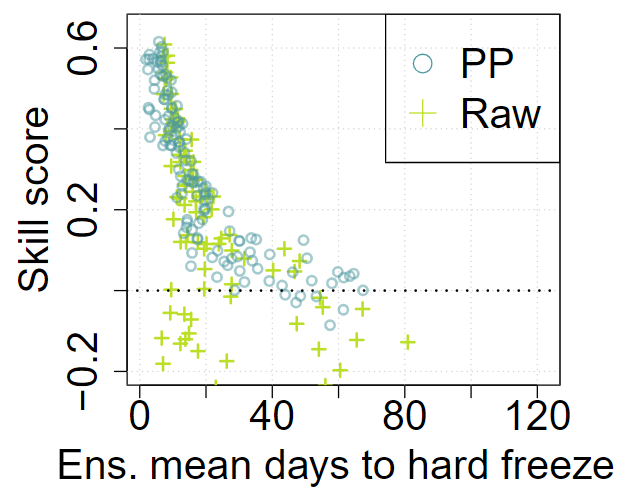 0.6
0.2
−0.2
Skill score
PP
Raw
0 40 80 120
Ens. mean days to hard freeze